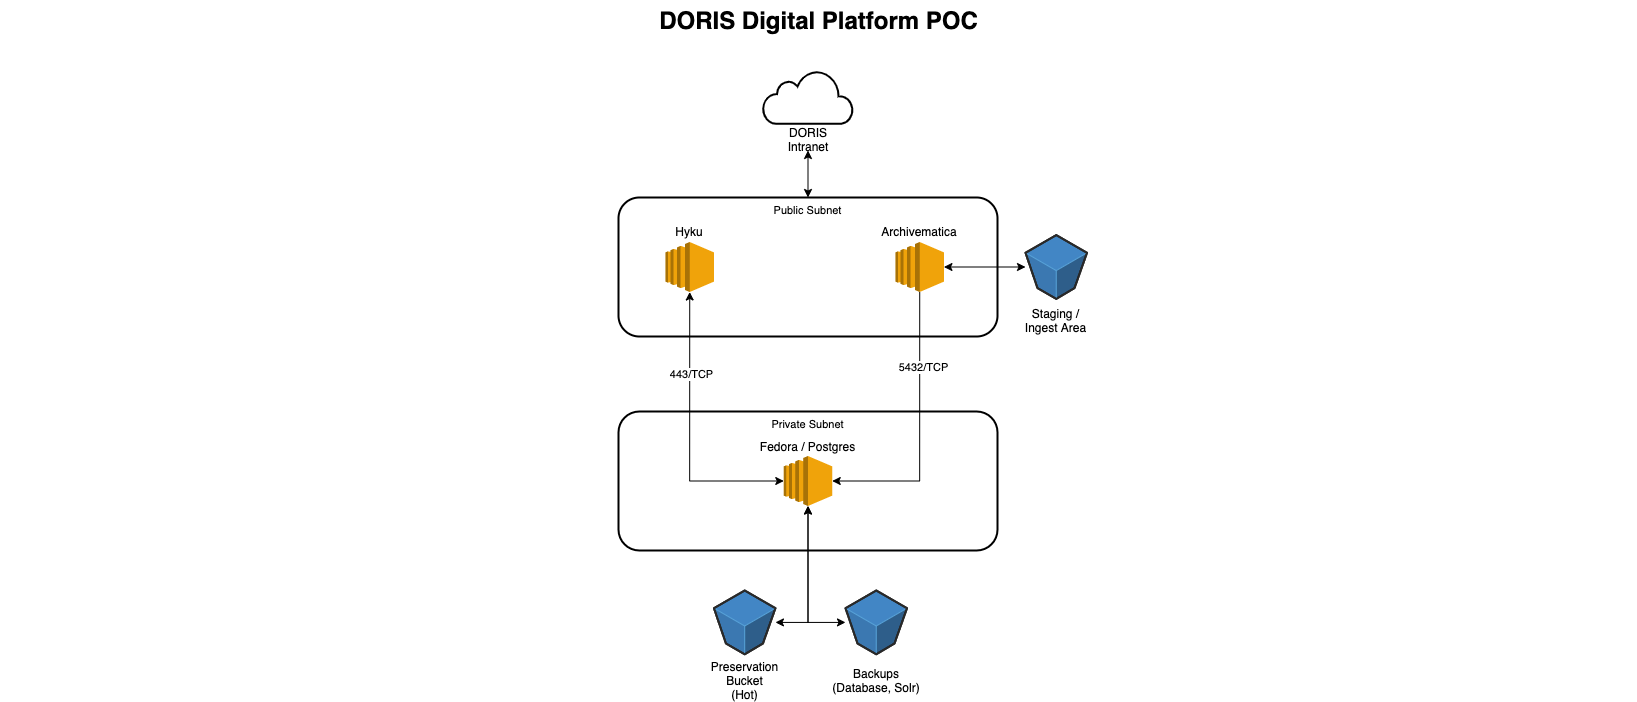 DORIS Digital Platform POC
DORIS
Intranet
Public Subnet
Hyku
Archivematica
Staging /
Ingest Area
443/TCP
5432/TCP
Private Subnet
Fedora / Postgres
Preservation
Bucket
(Hot)
Backups
(Database, Solr)